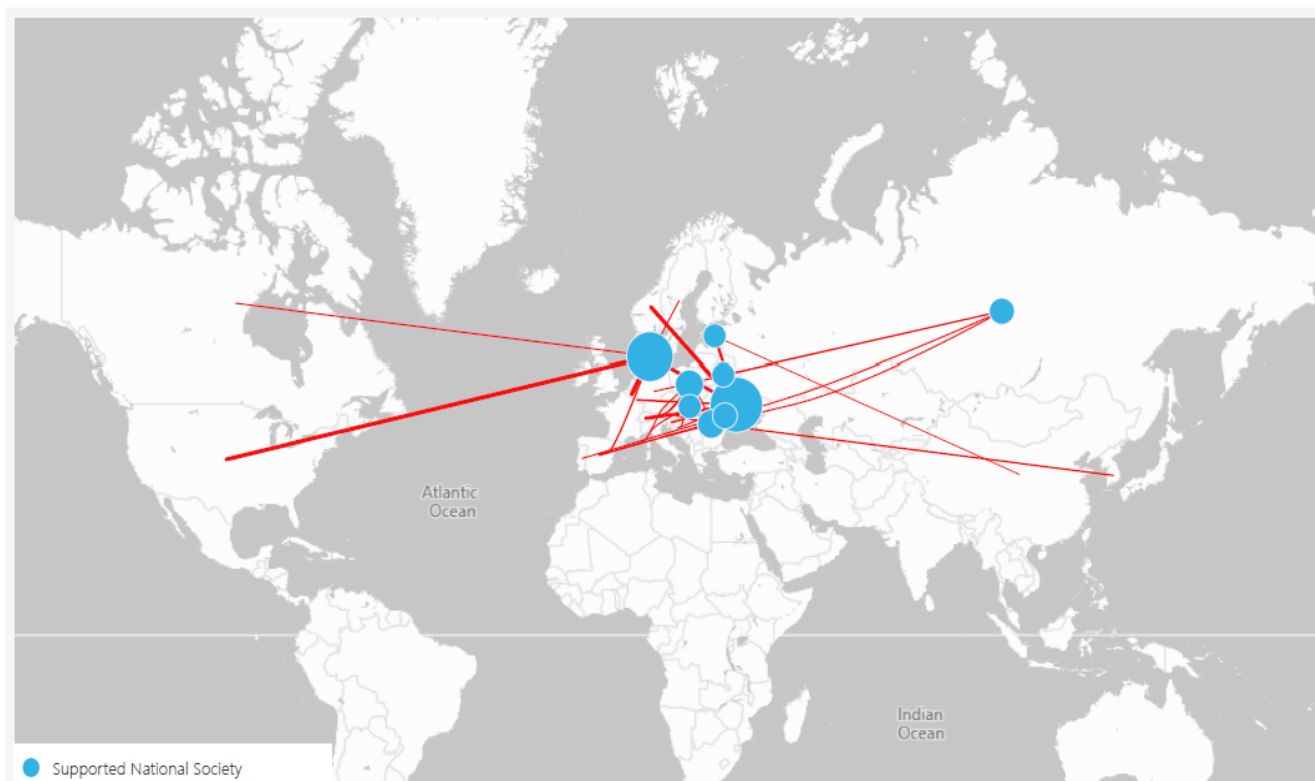 Atlantic
Ocean
Indian
Ocean
Supported National Society